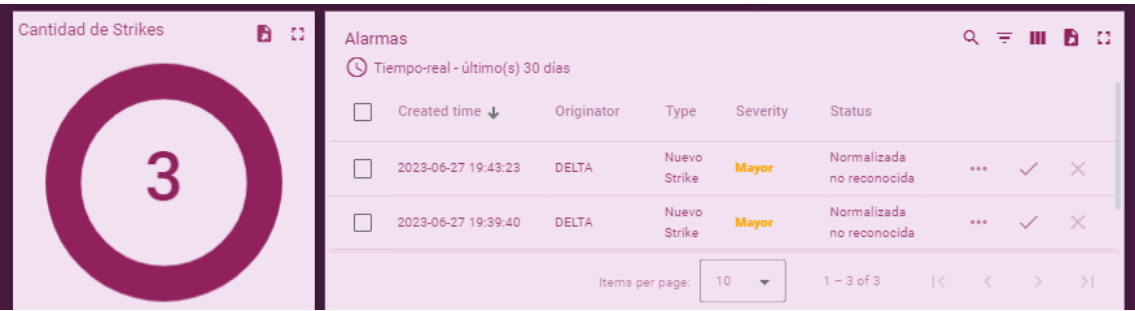 Cantidad de Strikes
3
Alarmas
Tiempo-real - último(s) 30 días
Created time Originator Type Severity Status
2023-06-27 19:43:23 DELTA Nuevo Strike Mayor Normalizada no reconocida
2023-06-27 19:39:40 DELTA Nuevo Strike Mayor Normalizada no reconocida
Items per page: 10 1 – 3 of 3